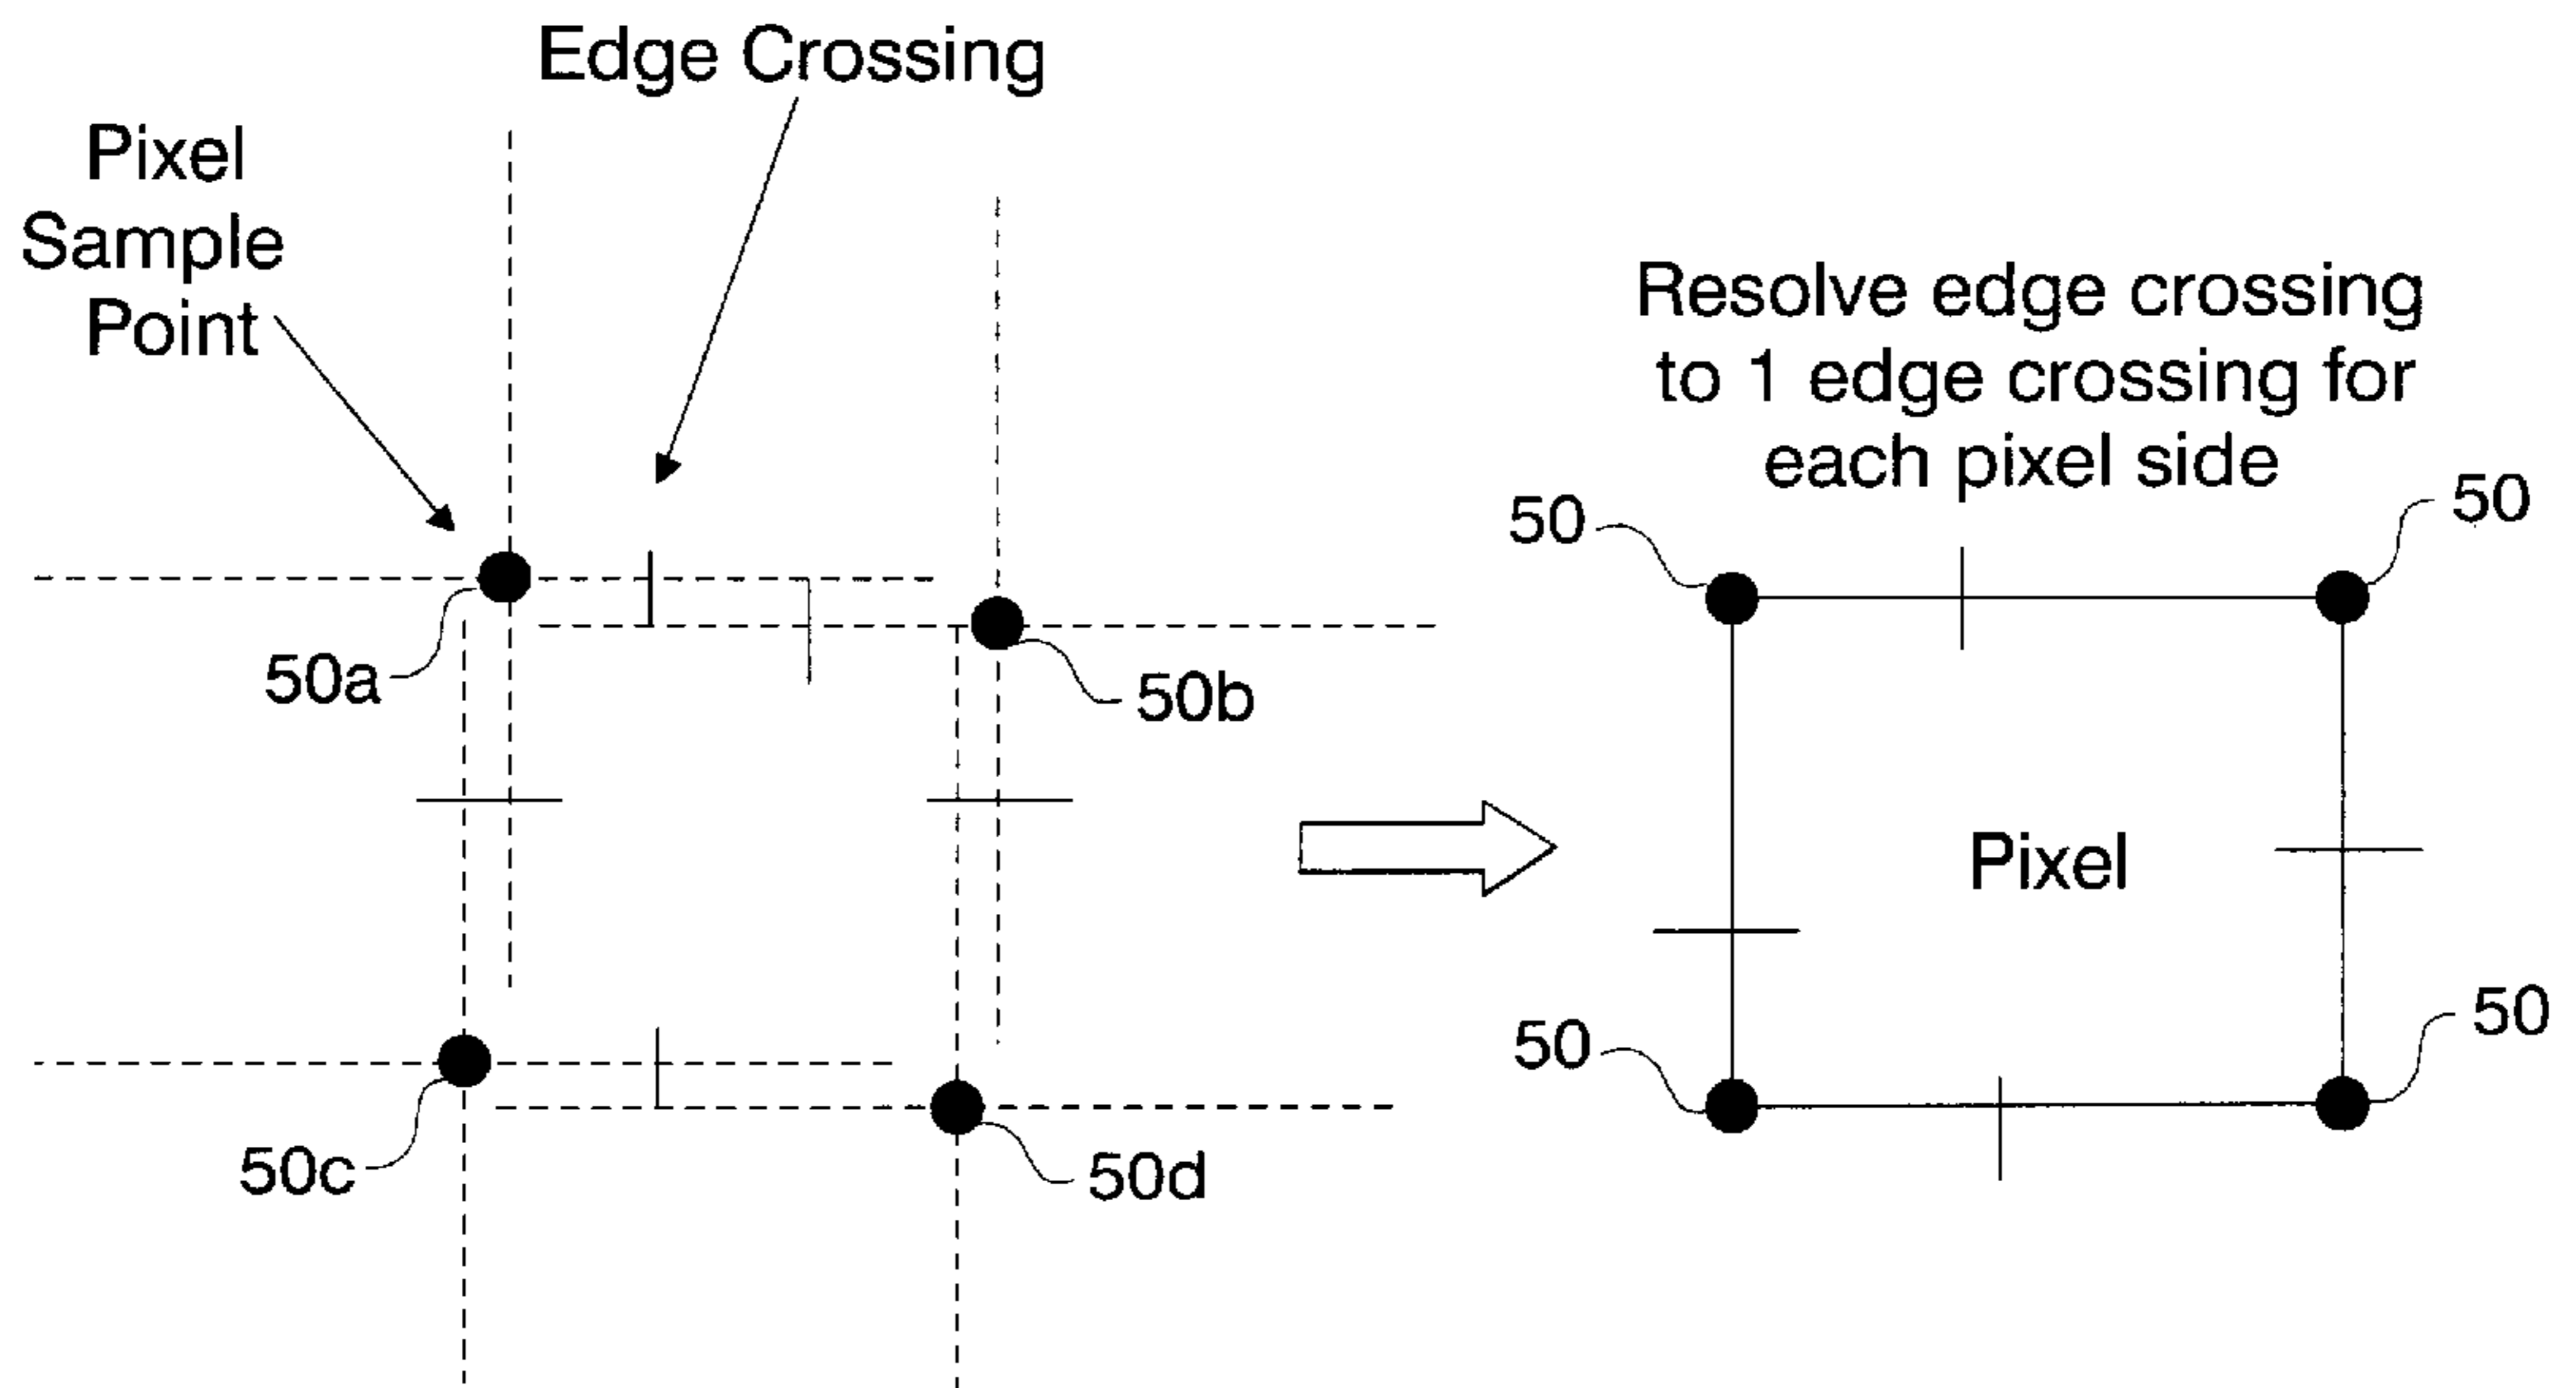 Edge Crossing
Pixel
Sample
Point
50a
50b
50c
50d
Resolve edge crossing
to 1 edge crossing for
each pixel side
50
50
Pixel
50
50